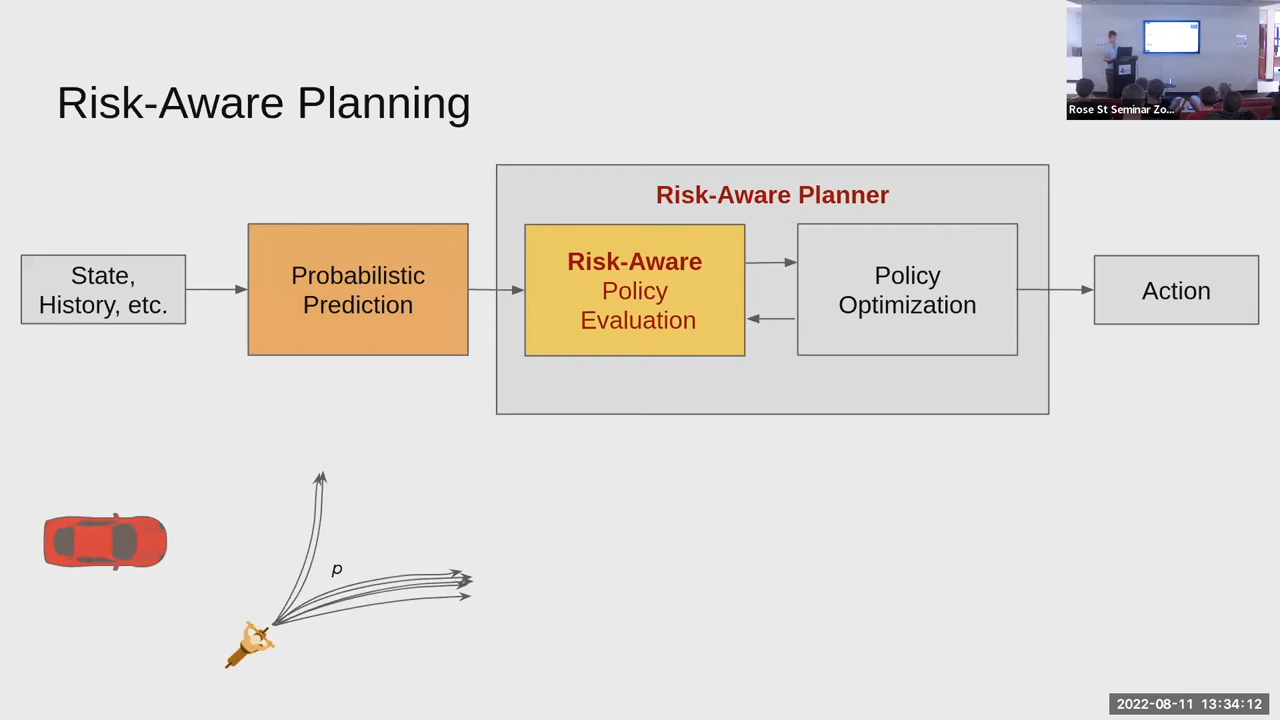 Risk-Aware Planning
Rose St Seminar Zo...
Risk-Aware Planner
State,
History, etc.
Probabilistic
Prediction
Risk-Aware
Policy
Evaluation
Policy
Optimization
Action
p
2022-08-11 13:34:12